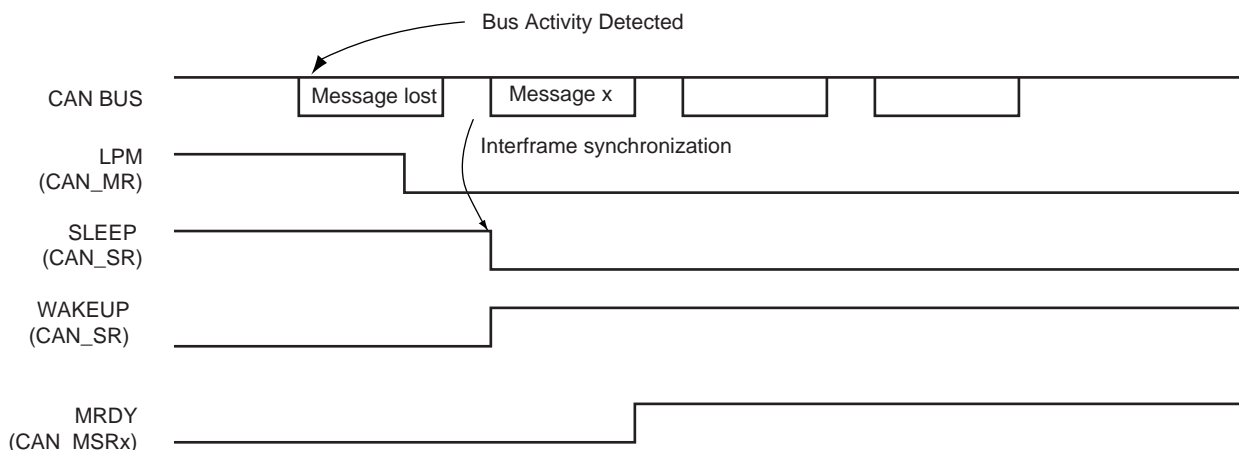 Bus Activity Detected
CAN BUS
Message lost
Message x
Interframe synchronization
LPM
(CAN_MR)
SLEEP
(CAN_SR)
WAKEUP
(CAN_SR)
MRDY
(CAN_MSRx)